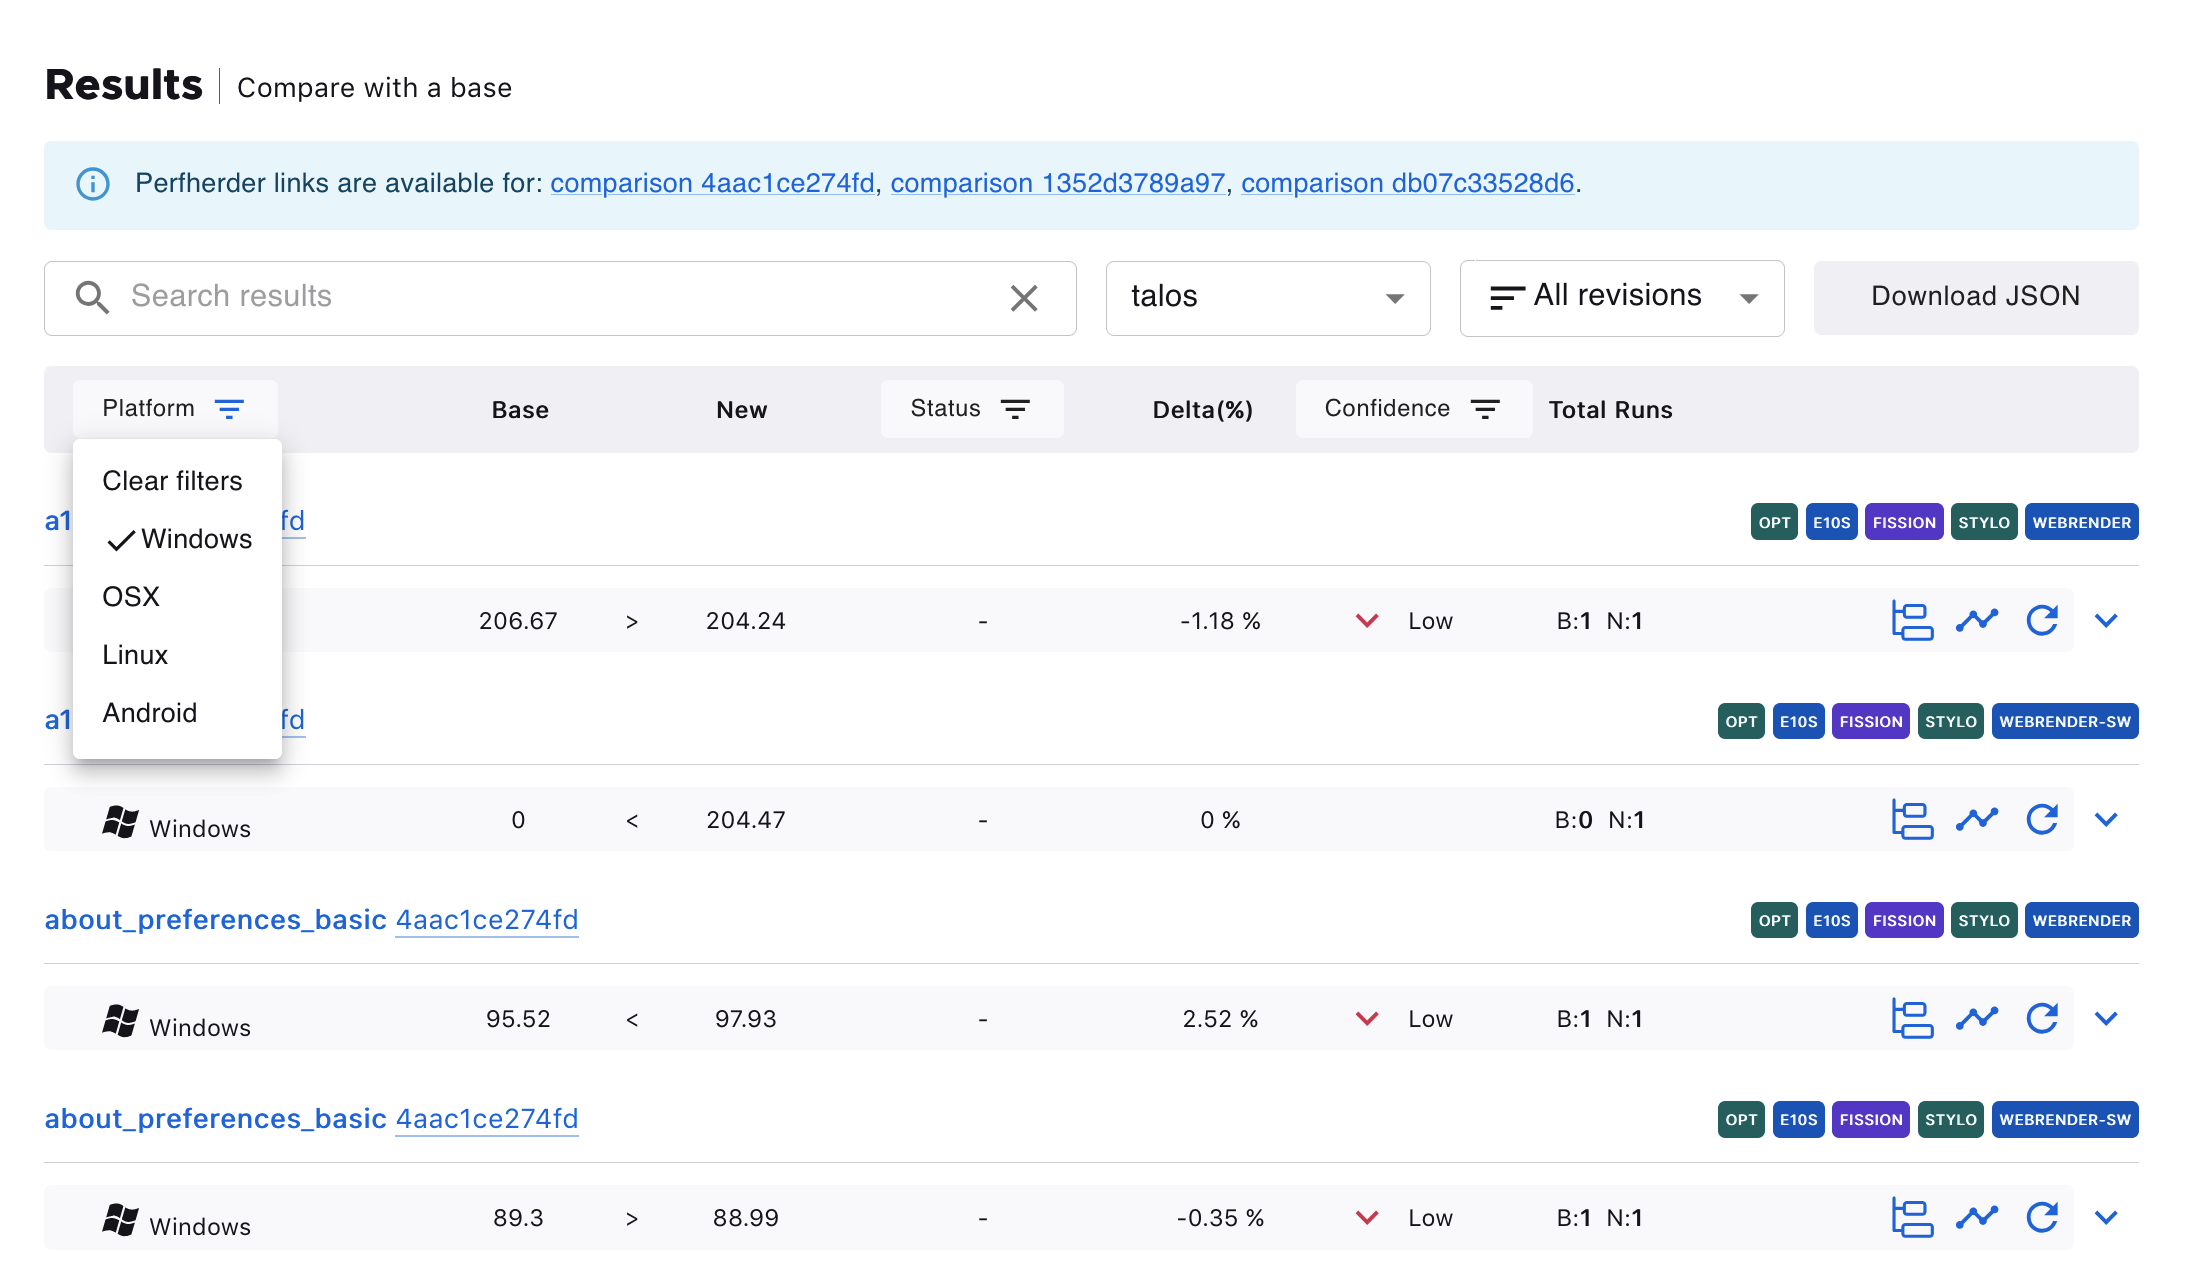 Results | Compare with a base
Perfherder links are available for: comparison 4aac1ce274fd, comparison 1352d3789a97, comparison db07c33528d6.
Search results talos All revisions Download JSON
Platform Base New Status Delta(%) Confidence Total Runs
Clear filters
Windows
OSX
Linux
Android
a1 fd OPT E10S FISSION STYLO WEBRENDER
206.67 > 204.24 - -1.18 % Low B:1 N:1
a1 fd OPT E10S FISSION STYLO WEBRENDER-SW
Windows 0 < 204.47 - 0 % B:0 N:1
about_preferences_basic 4aac1ce274fd OPT E10S FISSION STYLO WEBRENDER
Windows 95.52 < 97.93 - 2.52 % Low B:1 N:1
about_preferences_basic 4aac1ce274fd OPT E10S FISSION STYLO WEBRENDER-SW
Windows 89.3 > 88.99 - -0.35 % Low B:1 N:1